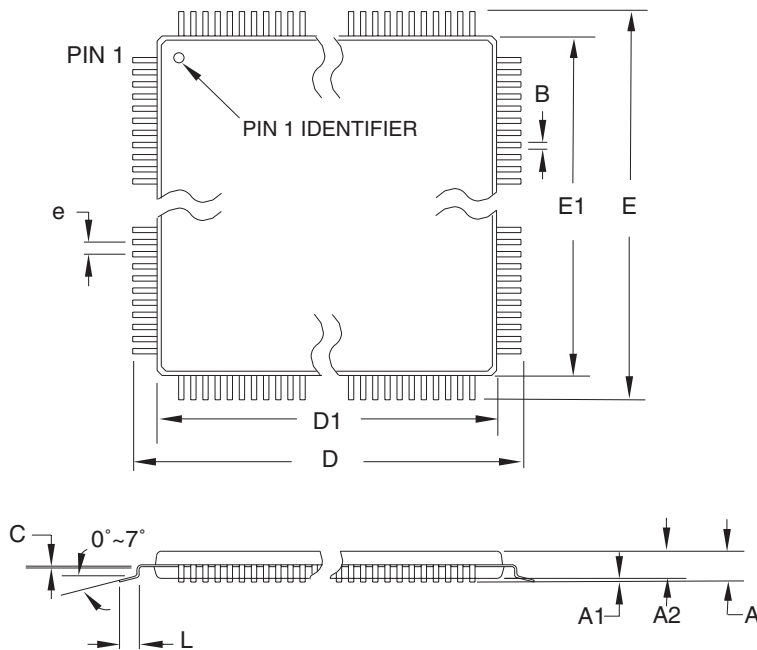 PIN 1
PIN 1 IDENTIFIER
B
e
E1
E
D1
D
C
0°~7°
A1
A2
A
L